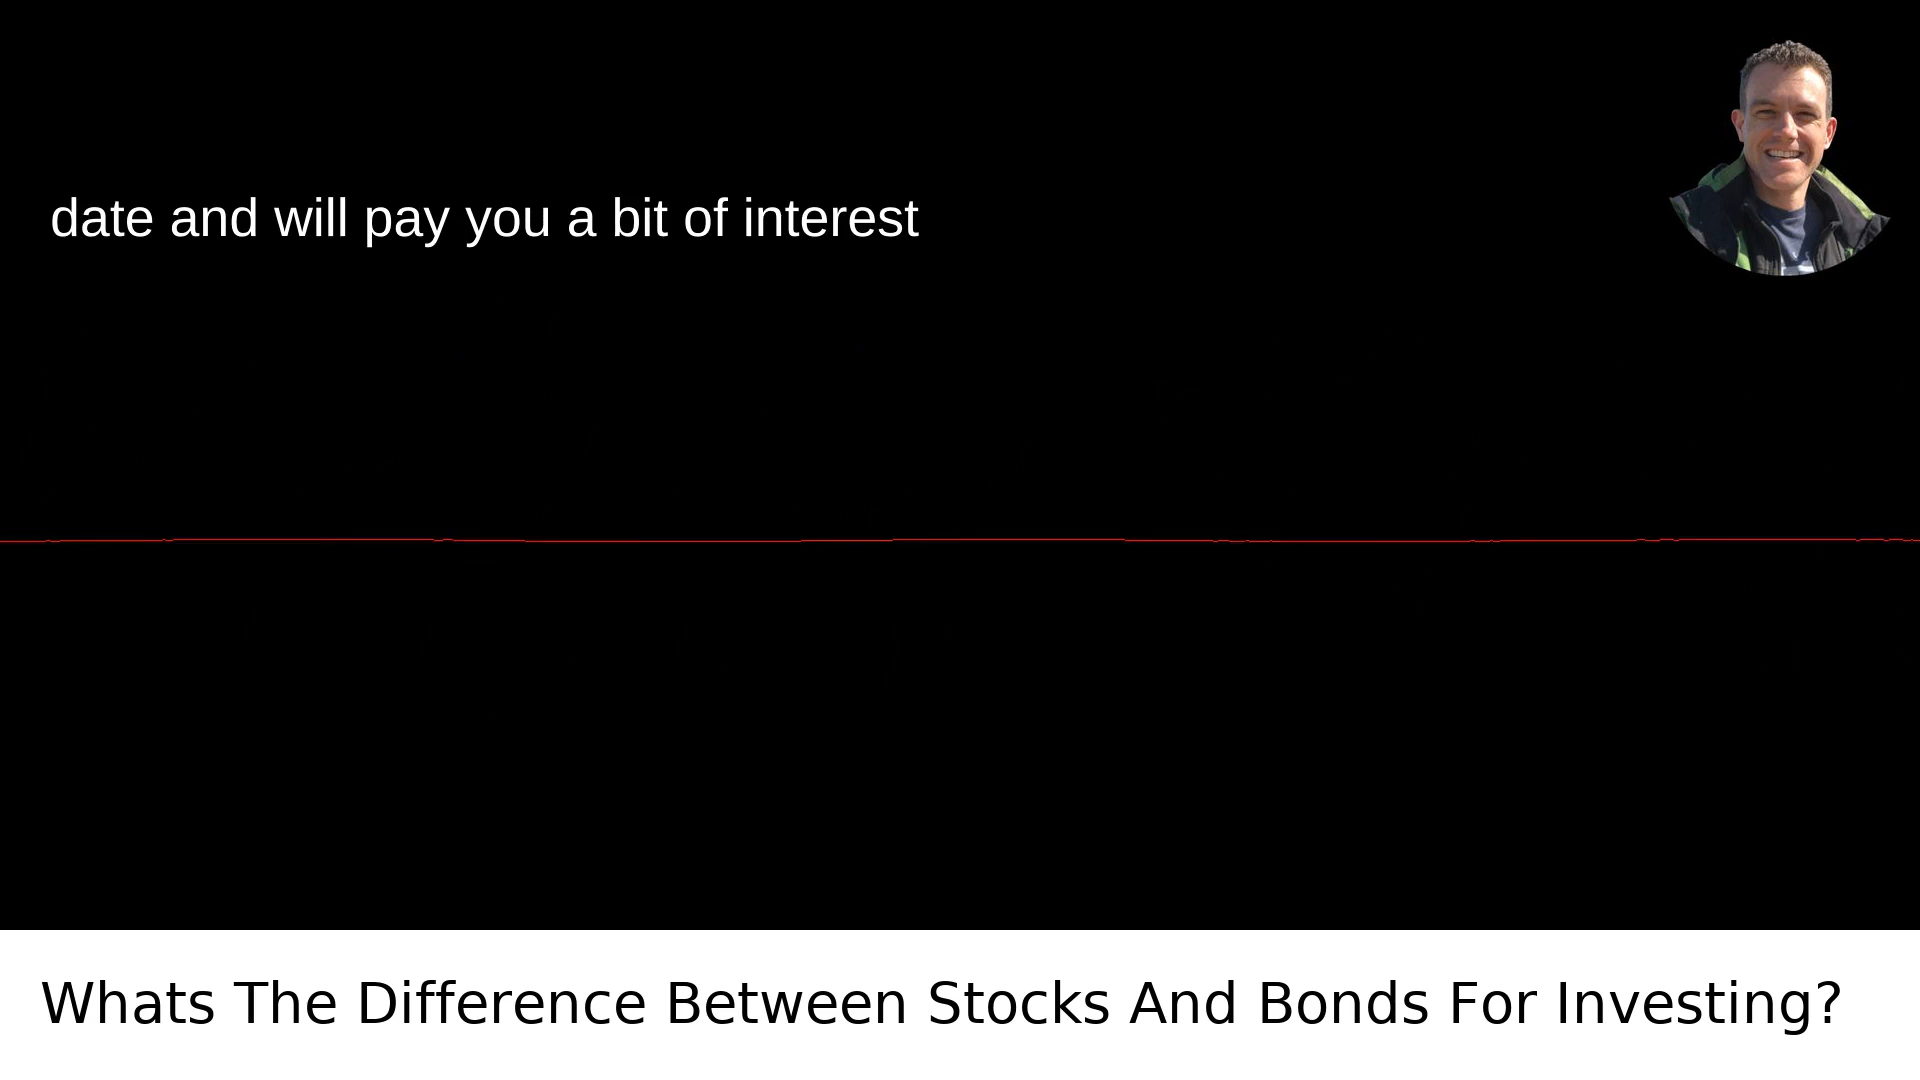 date and will pay you a bit of interest
Whats The Difference Between Stocks And Bonds For Investing?